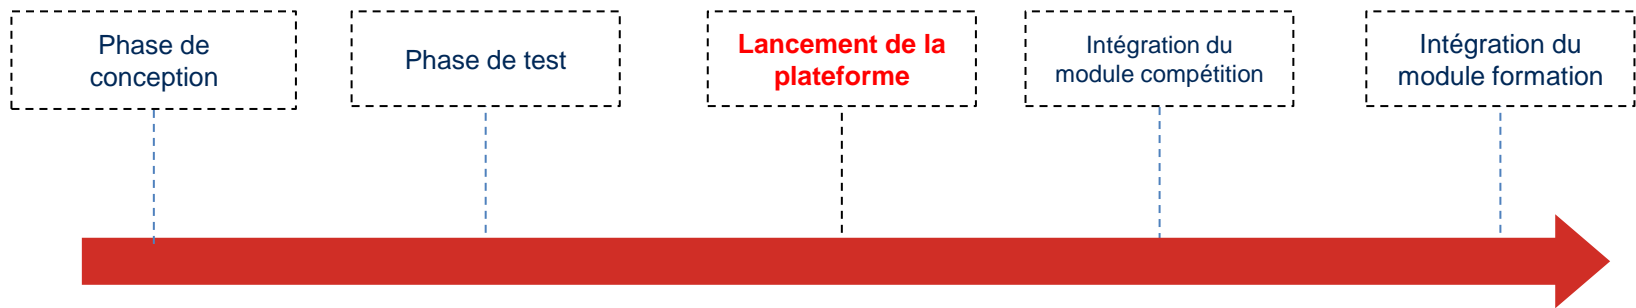 Phase de
conception
Phase de test
Lancement de la
plateforme
Intégration du
module compétition
Intégration du
module formation